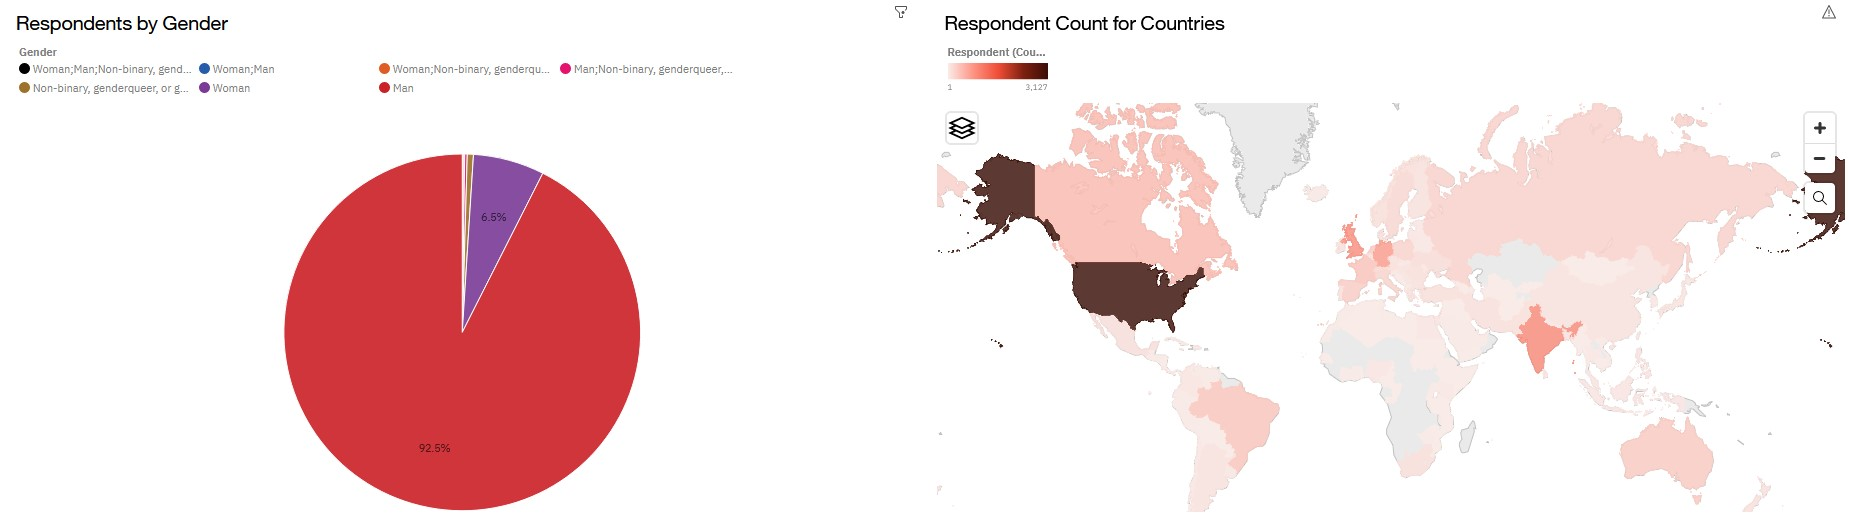 Respondents by Gender
Gender
Woman;Man;Non-binary, gend...
Woman;Man
Woman;Non-binary, genderqu...
Man;Non-binary, genderqueer,...
Non-binary, genderqueer, or g...
Woman
Man
6.5%
92.5%
Respondent Count for Countries
Respondent (Cou...
1
3,127